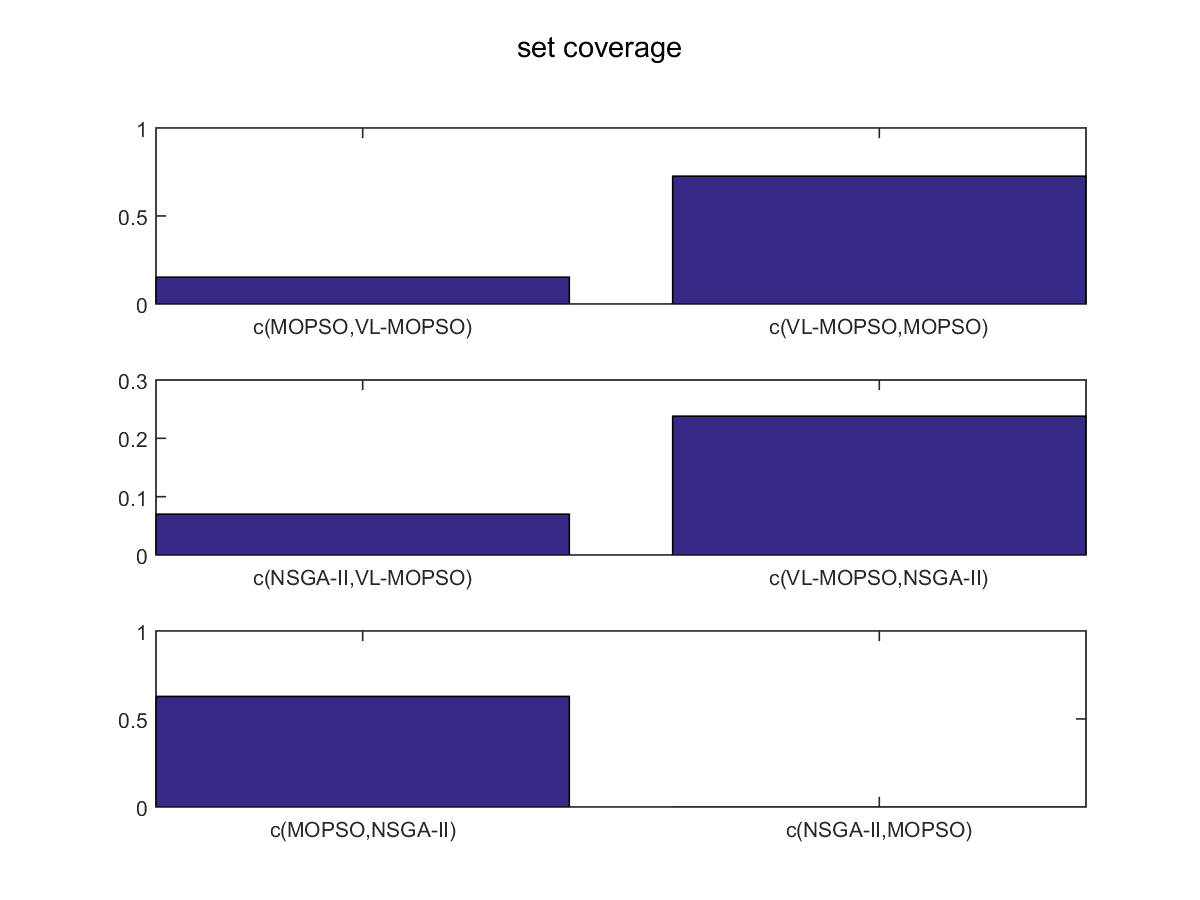 set coverage
1
0.5
0
c(MOPSO,VL-MOPSO) c(VL-MOPSO,MOPSO)
0.3
0.2
0.1
0
c(NSGA-II,VL-MOPSO) c(VL-MOPSO,NSGA-II)
1
0.5
0
c(MOPSO,NSGA-II) c(NSGA-II,MOPSO)